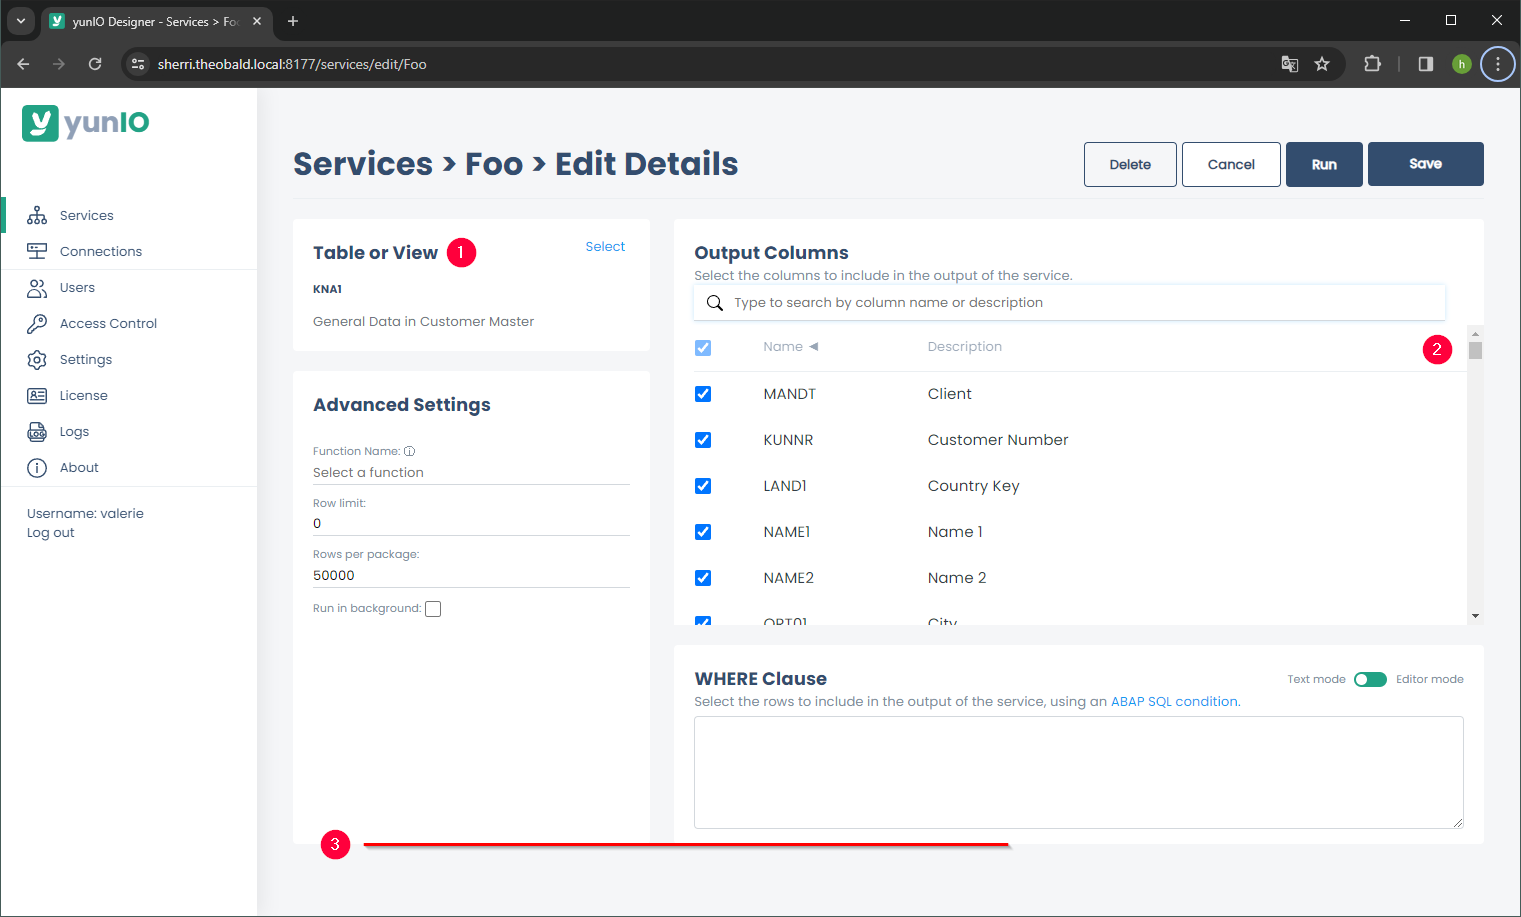 yunIO Designer - Services > Foo
sherri.theobald.local:8177/services/edit/Foo
h
yunIO
Services
Connections
Users
Access Control
Settings
License
Logs
About
Username: valerie
Log out
Services > Foo > Edit Details
Delete
Cancel
Run
Save
Table or View
1
Select
KNA1
General Data in Customer Master
Advanced Settings
Function Name:
Select a function
Row limit:
0
Rows per package:
50000
Run in background:
3
Output Columns
Select the columns to include in the output of the service.
Type to search by column name or description
Name Description
2
MANDT Client
KUNNR Customer Number
LAND1 Country Key
NAME1 Name 1
NAME2 Name 2
ORT01 City
WHERE Clause
Text mode Editor mode
Select the rows to include in the output of the service, using an ABAP SQL condition.